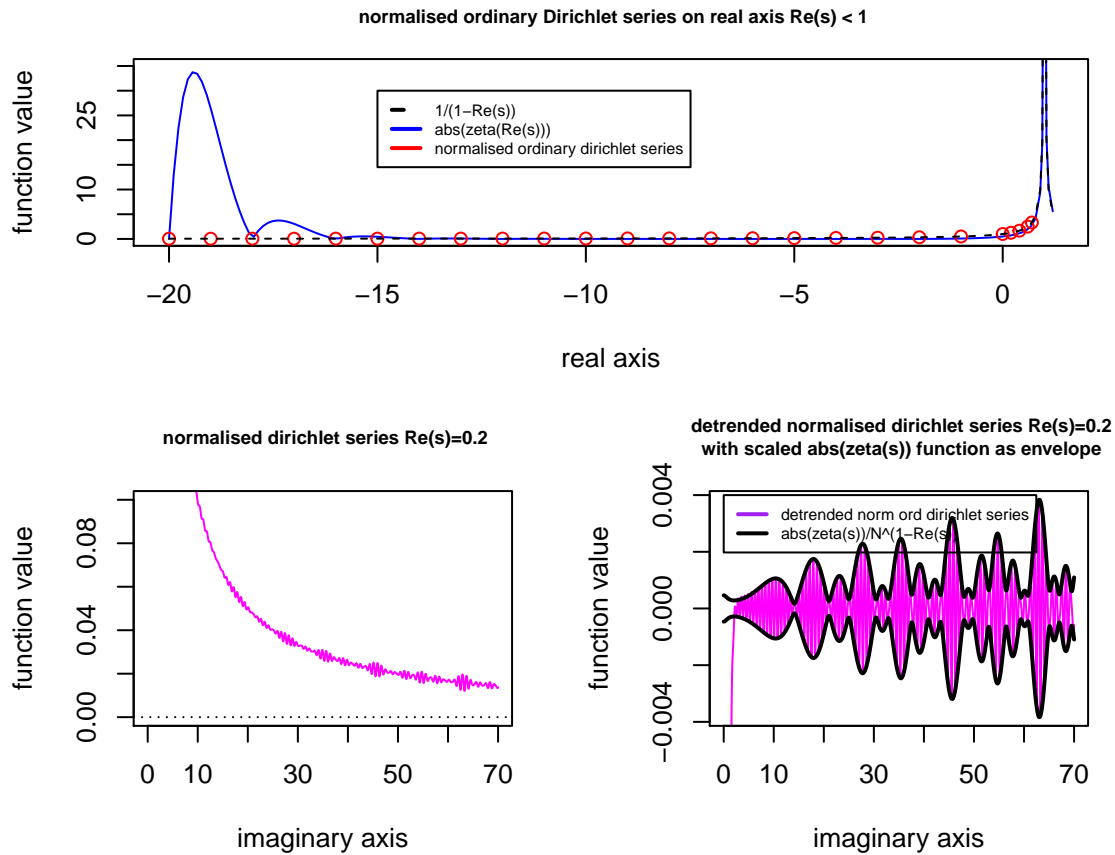 normalised ordinary Dirichlet series on real axis Re(s) < 1
function value
25
10
0
1/(1−Re(s))
abs(zeta(Re(s)))
normalised ordinary dirichlet series
−20 −15 −10 −5 0
real axis
normalised dirichlet series Re(s)=0.2
function value
0.08
0.04
0.00
0 10 30 50 70
imaginary axis
detrended normalised dirichlet series Re(s)=0.2
with scaled abs(zeta(s)) function as envelope
function value
0.004
0.000
−0.004
detrended norm ord dirichlet series
abs(zeta(s))/N^(1−Re(s)
0 10 30 50 70
imaginary axis